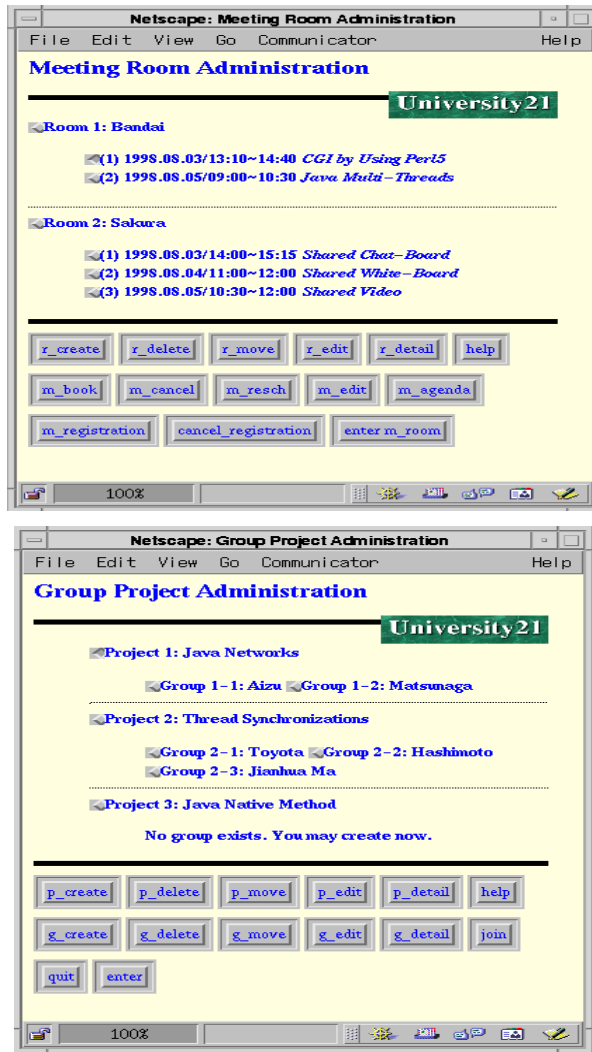 Netscape: Meeting Room Administration
File Edit View Go Communicator Help
Meeting Room Administration
University21
Room 1: Bandai
(1) 1998.08.03/13:10~14:40 CGI by Using Perl5
(2) 1998.08.05/09:00~10:30 Java Multi-Threads
Room 2: Sakura
(1) 1998.08.03/14:00~15:15 Shared Chat-Board
(2) 1998.08.04/11:00~12:00 Shared White-Board
(3) 1998.08.05/10:30~12:00 Shared Video
r_create r_delete r_move r_edit r_detail help
m_book m_cancel m_resch m_edit m_agenda
m_registration cancel_registration enter m_room
100%
Netscape: Group Project Administration
File Edit View Go Communicator Help
Group Project Administration
University21
Project 1: Java Networks
Group 1-1: Aizu Group 1-2: Matsunaga
Project 2: Thread Synchronizations
Group 2-1: Toyota Group 2-2: Hashimoto
Group 2-3: Jianhua Ma
Project 3: Java Native Method
No group exists. You may create now.
p_create p_delete p_move p_edit p_detail help
g_create g_delete g_move g_edit g_detail join
quit enter
100%